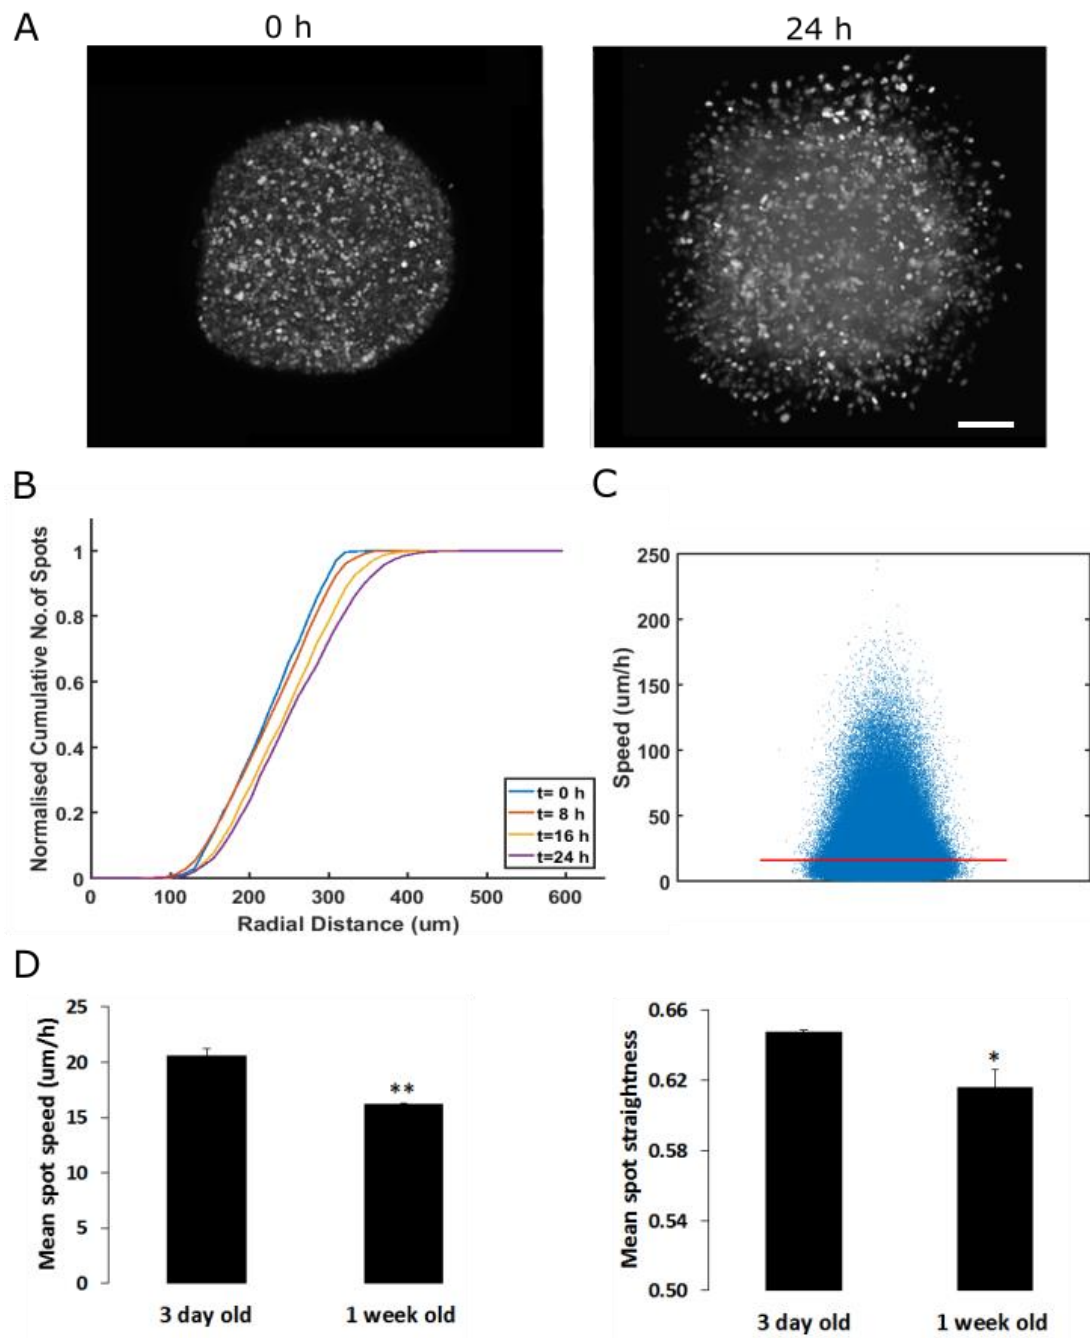 A
0 h
24 h
B
C
Normalised Cumulative No.of Spots
1
0.8
0.6
0.4
0.2
0
0 100 200 300 400 500 600
Radial Distance (um)
t= 0 h
t= 8 h
t=16 h
t=24 h
Speed (um/h)
250
200
150
100
50
0
D
Mean spot speed (um/h)
25
20
15
10
5
0
**
3 day old
1 week old
Mean spot straightness
0.66
0.62
0.58
0.54
0.50
*
3 day old
1 week old